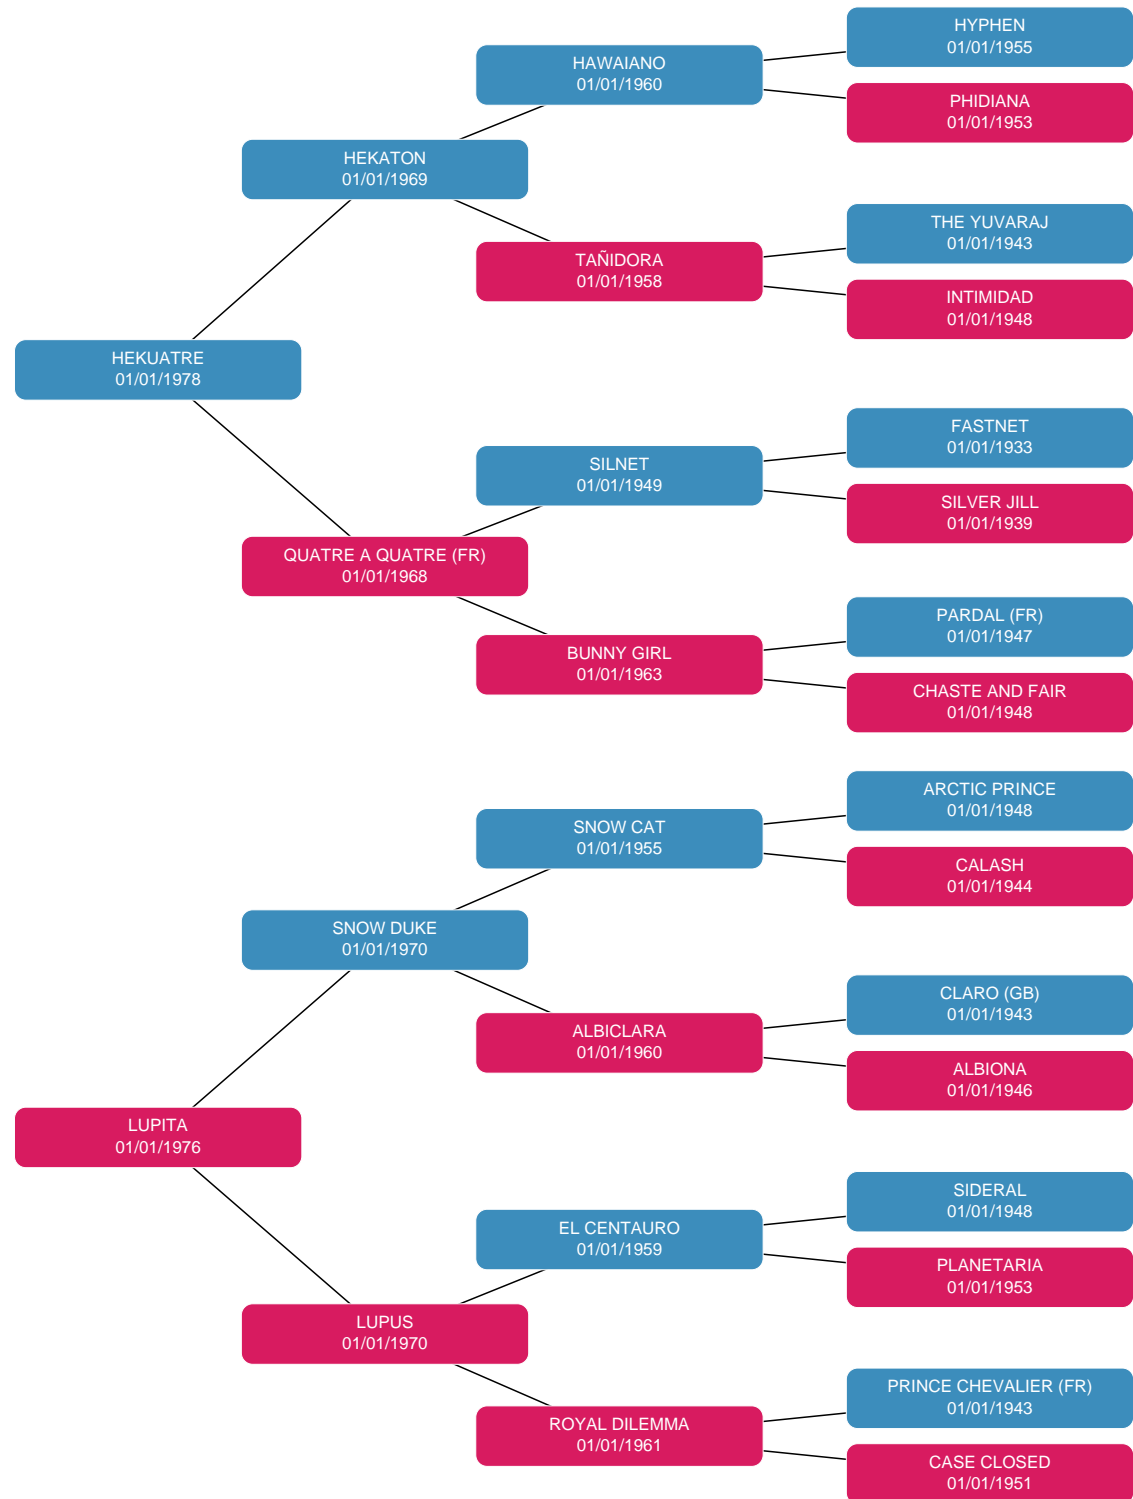 HYPHEN
01/01/1955
HAWAIANO
01/01/1960
PHIDIANA
01/01/1953
HEKATON
01/01/1969
THE YUVARAJ
01/01/1943
TAÑIDORA
01/01/1958
INTIMIDAD
01/01/1948
HEKUATRE
01/01/1978
FASTNET
01/01/1933
SILNET
01/01/1949
SILVER JILL
01/01/1939
QUATRE A QUATRE (FR)
01/01/1968
PARDAL (FR)
01/01/1947
BUNNY GIRL
01/01/1963
CHASTE AND FAIR
01/01/1948
ARCTIC PRINCE
01/01/1948
SNOW CAT
01/01/1955
CALASH
01/01/1944
SNOW DUKE
01/01/1970
CLARO (GB)
01/01/1943
ALBICLARA
01/01/1960
ALBIONA
01/01/1946
LUPITA
01/01/1976
SIDERAL
01/01/1948
EL CENTAURO
01/01/1959
PLANETARIA
01/01/1953
LUPUS
01/01/1970
PRINCE CHEVALIER (FR)
01/01/1943
ROYAL DILEMMA
01/01/1961
CASE CLOSED
01/01/1951